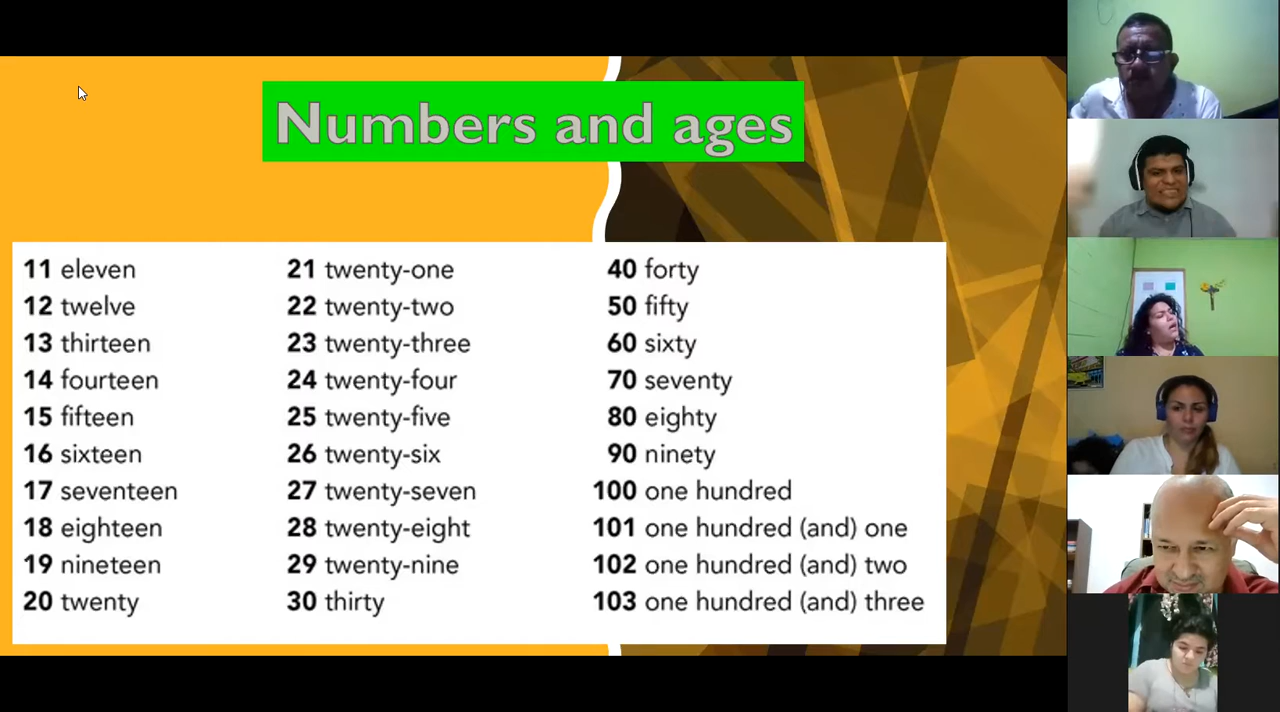 Numbers and ages
11 eleven
12 twelve
13 thirteen
14 fourteen
15 fifteen
16 sixteen
17 seventeen
18 eighteen
19 nineteen
20 twenty
21 twenty-one
22 twenty-two
23 twenty-three
24 twenty-four
25 twenty-five
26 twenty-six
27 twenty-seven
28 twenty-eight
29 twenty-nine
30 thirty
40 forty
50 fifty
60 sixty
70 seventy
80 eighty
90 ninety
100 one hundred
101 one hundred (and) one
102 one hundred (and) two
103 one hundred (and) three